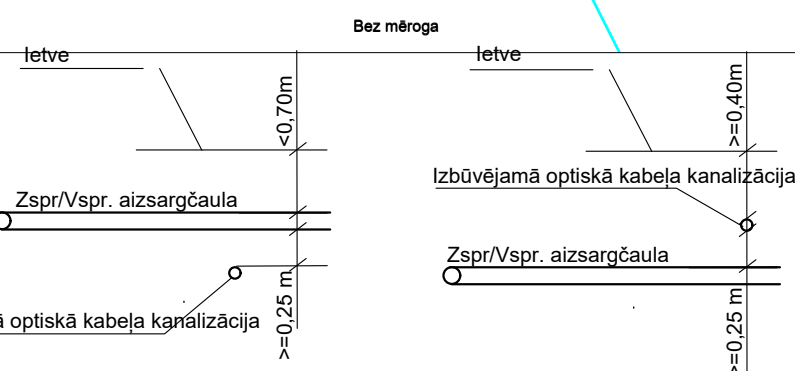 Bez mēroga
Ietve
<0,70m
Zspr/Vspr. aizsargčaula
ā optiskā kabeļa kanalizācija
>=0,25 m
Ietve
>=0,40m
Izbūvējamā optiskā kabeļa kanalizācija
Zspr/Vspr. aizsargčaula
>=0,25 m